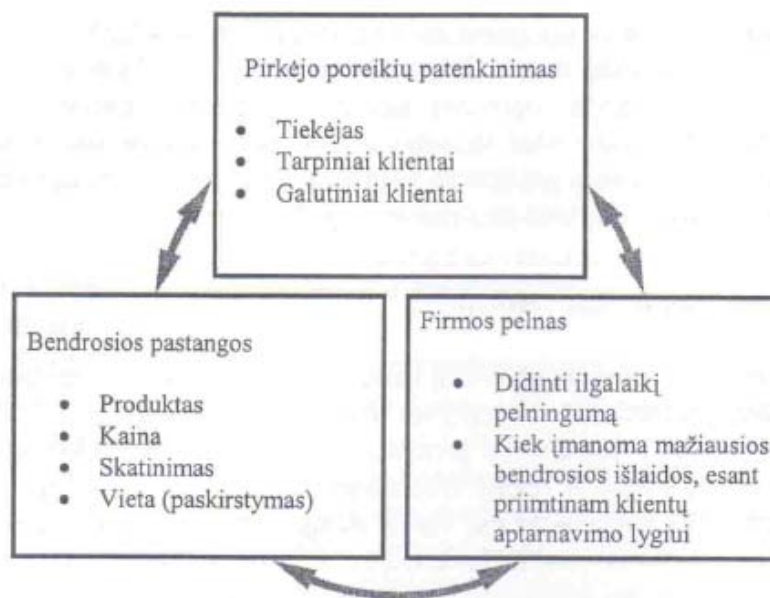 Pirkėjo poreikių patenkinimas
• Tiekėjas
• Tarpiniai klientai
• Galutiniai klientai
Bendrosios pastangos
• Produktas
• Kaina
• Skatinimas
• Vieta (paskirstymas)
Firmos pelnas
• Didinti ilgalaikį
pelningumą
• Kiek įmanoma mažiausios
bendrosios išlaidos, esant
priimtinam klientų
aptarnavimo lygiui